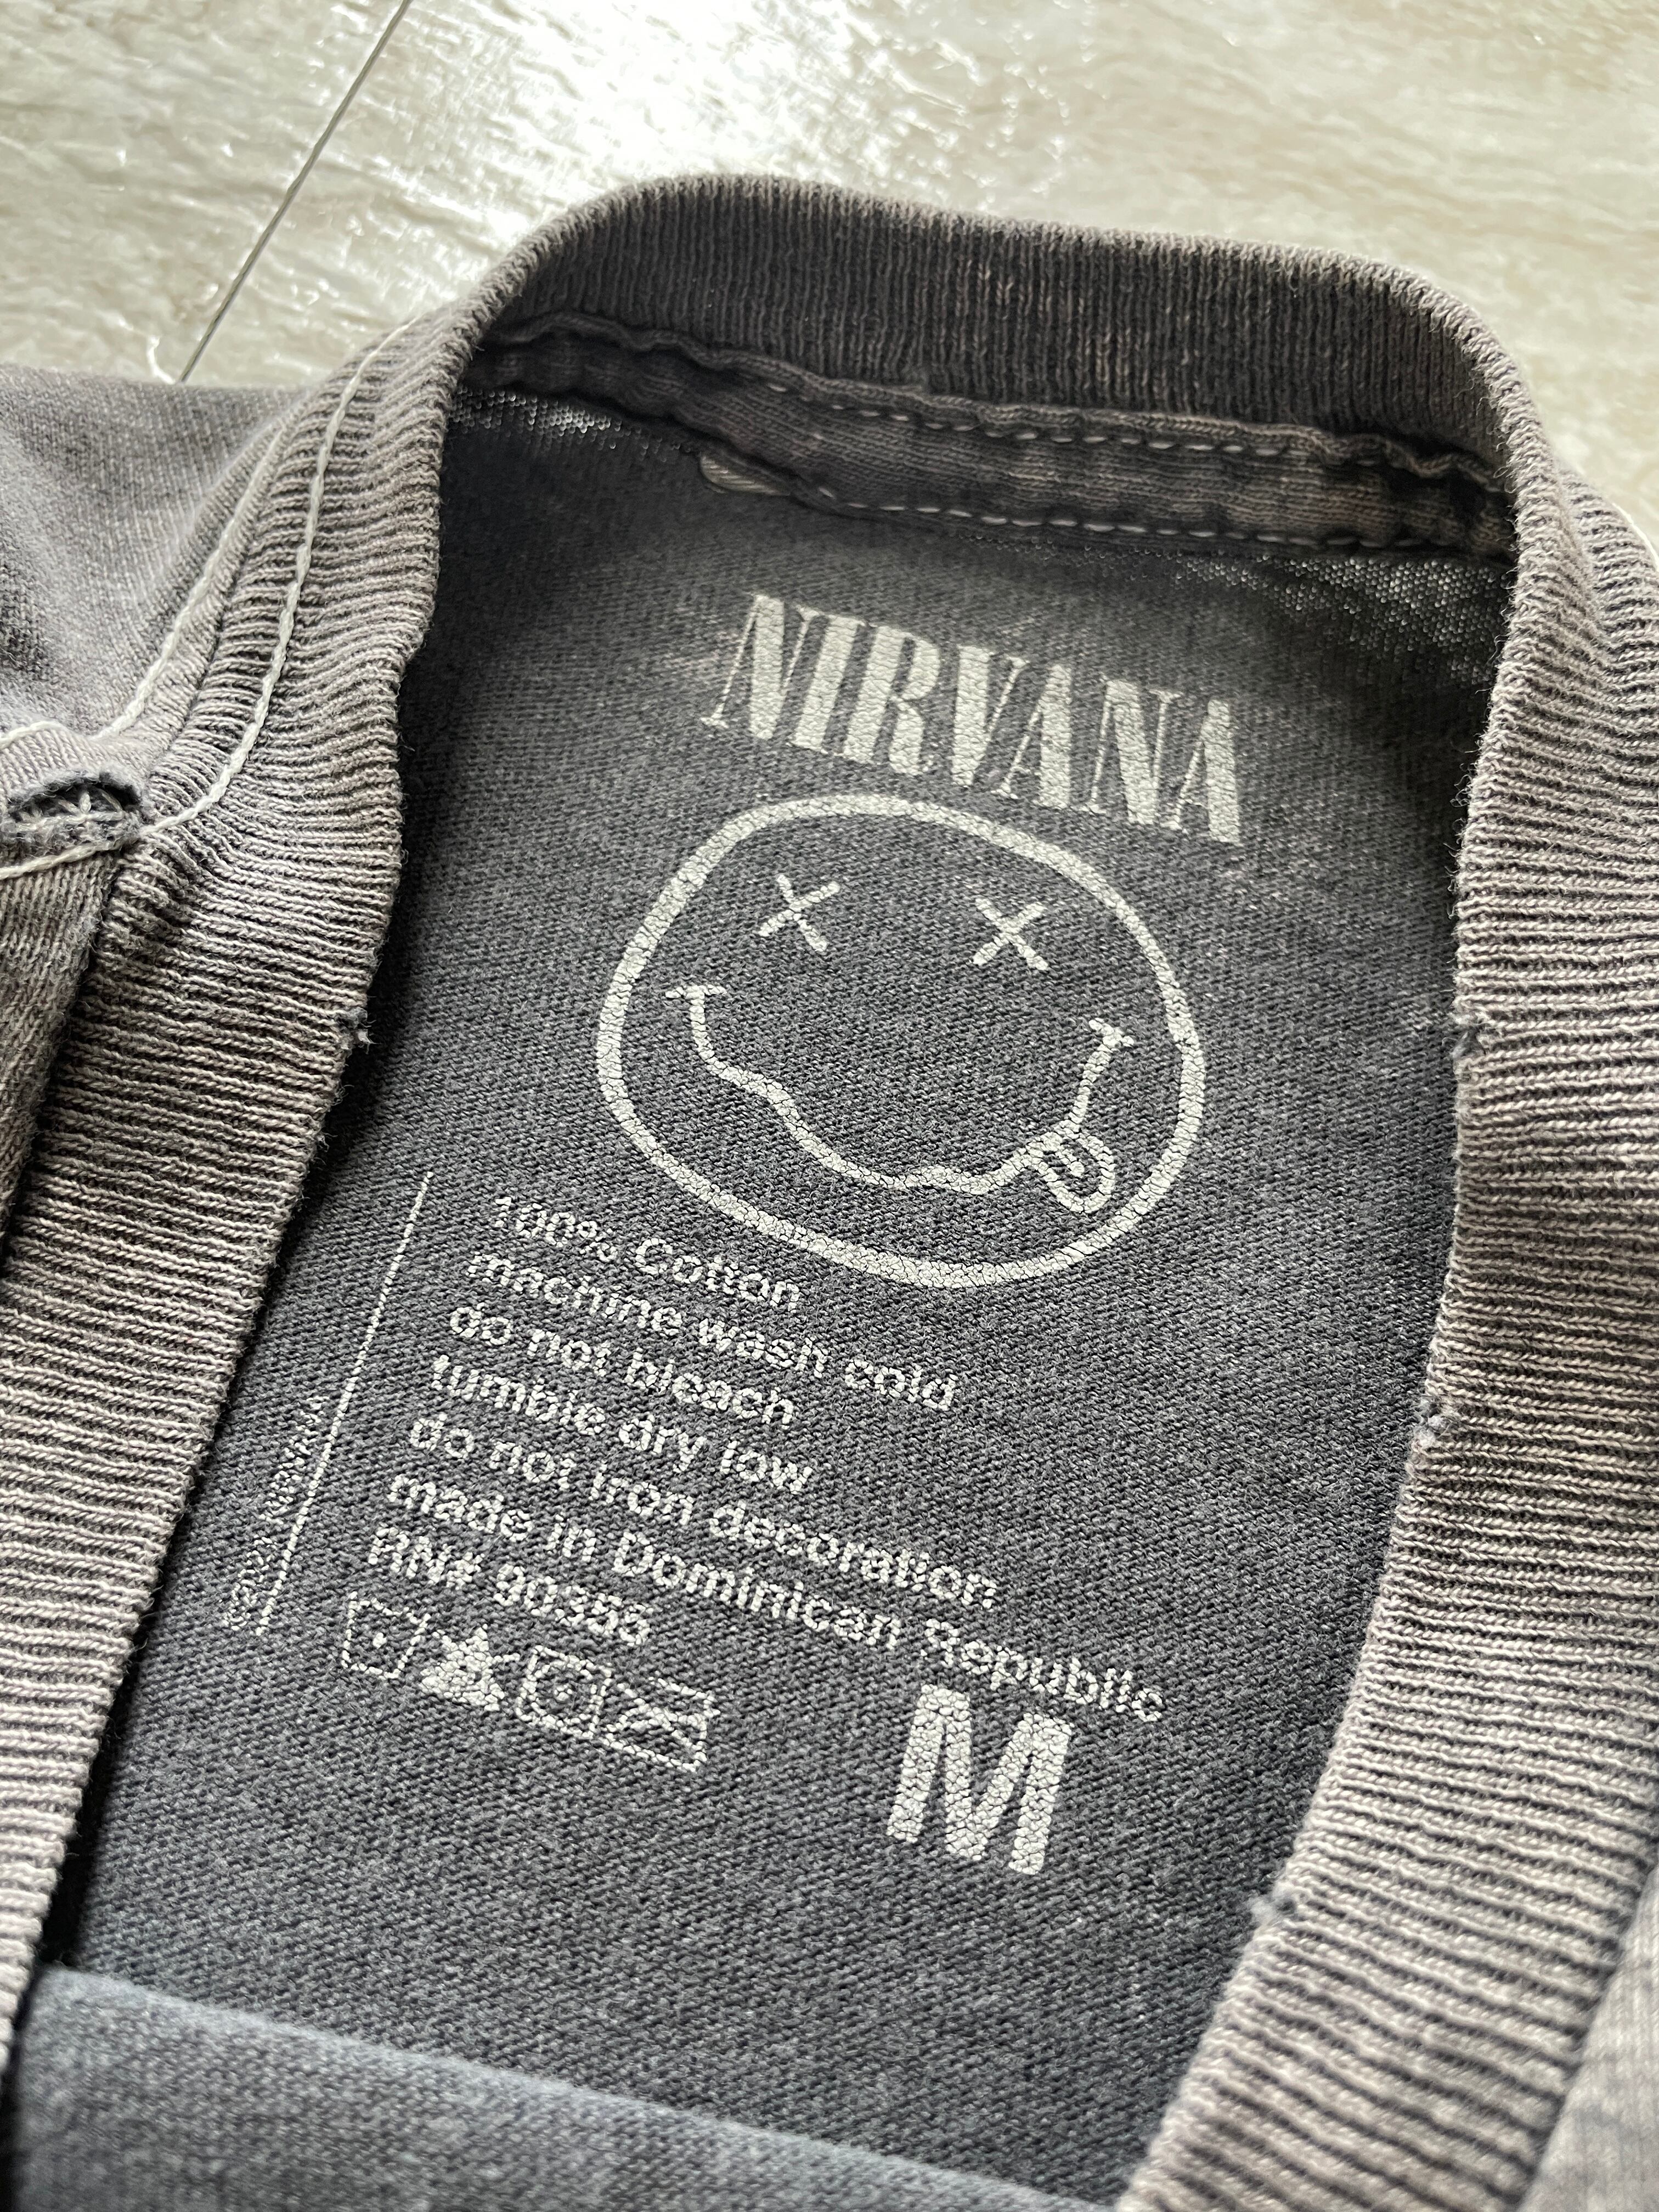 NIRVANA
100% Cotton
machine wash cold
do not bleach
tumble dry low
do not iron decoration
made in Dominican Republic
RN# 90355
M